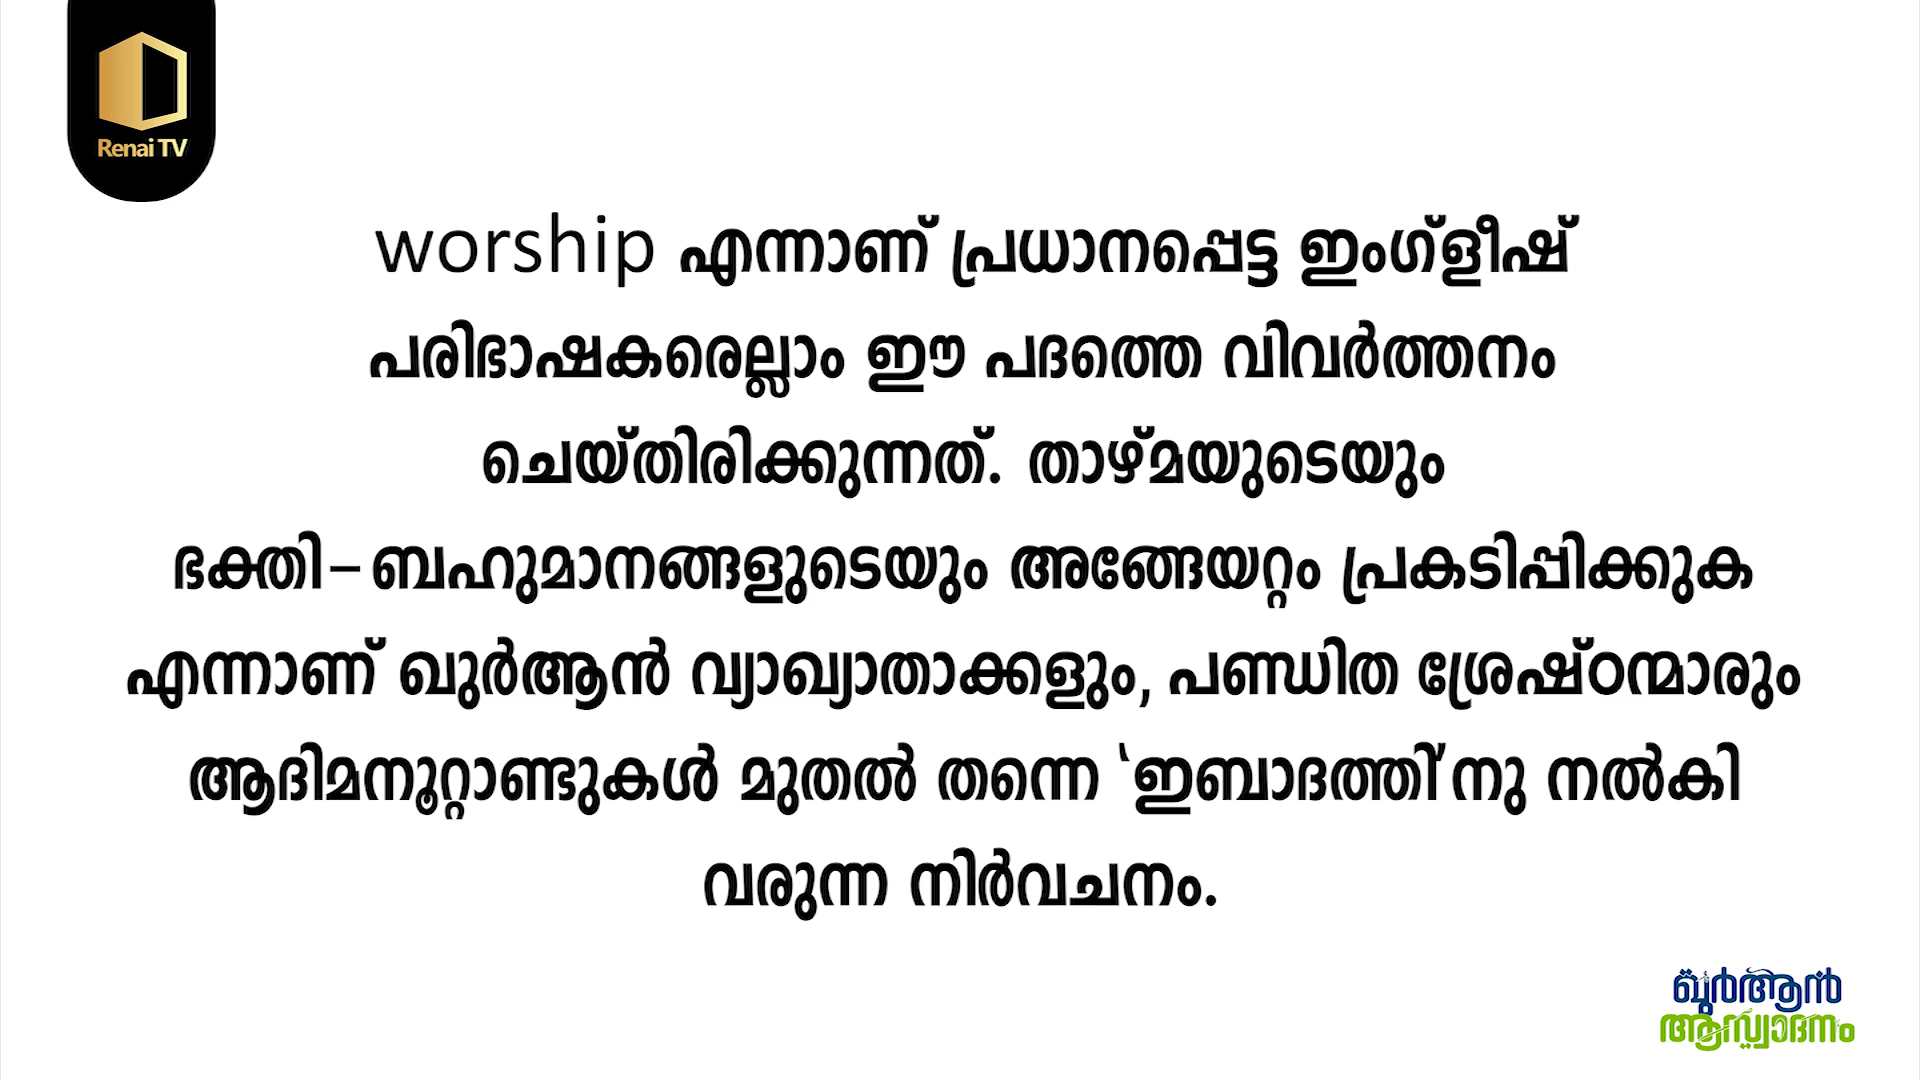 Renai TV
worship എന്നാണ് പ്രധാനപ്പെട്ട ഇംഗ്ളീഷ്
പരിഭാഷകരെല്ലാം ഈ പദത്തെ വിവർത്തനം
ചെയ്തിരിക്കുന്നത്. താഴ്മയുടെയും
ഭക്തി-ബഹുമാനങ്ങളുടെയും അങ്ങേയറ്റം പ്രകടിപ്പിക്കുക
എന്നാണ് ഖുർആൻ വ്യാഖ്യാതാക്കളും, പണ്ഡിത ശ്രേഷ്ഠന്മാരും
ആദിമനൂറ്റാണ്ടുകൾ മുതൽ തന്നെ ‘ഇബാദത്തി’നു നൽകി
വരുന്ന നിർവചനം.
ഖുർആൻ
ആസ്വാദനം